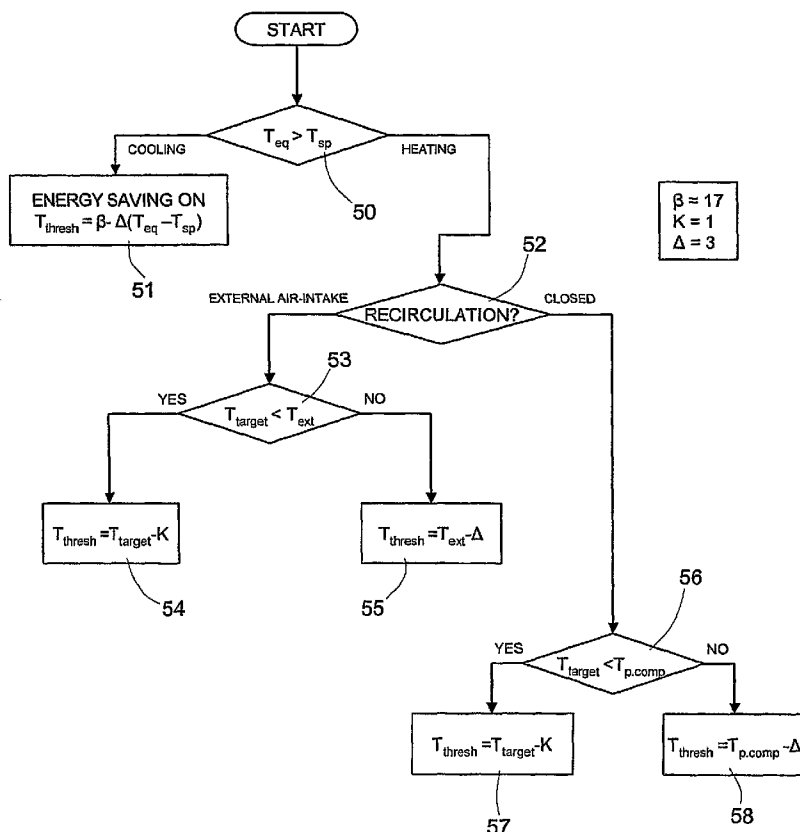 START
T_eq > T_sp
COOLING
HEATING
50
ENERGY SAVING ON
T_thresh = β- Δ(T_eq –T_sp)
51
β = 17
K = 1
Δ = 3
52
EXTERNAL AIR-INTAKE
CLOSED
RECIRCULATION?
53
YES
NO
T_target < T_ext
T_thresh =T_target-K
T_thresh =T_ext-Δ
54
55
56
YES
NO
T_target <T_p.comp
T_thresh =T_target-K
T_thresh =T_p.comp -Δ
57
58